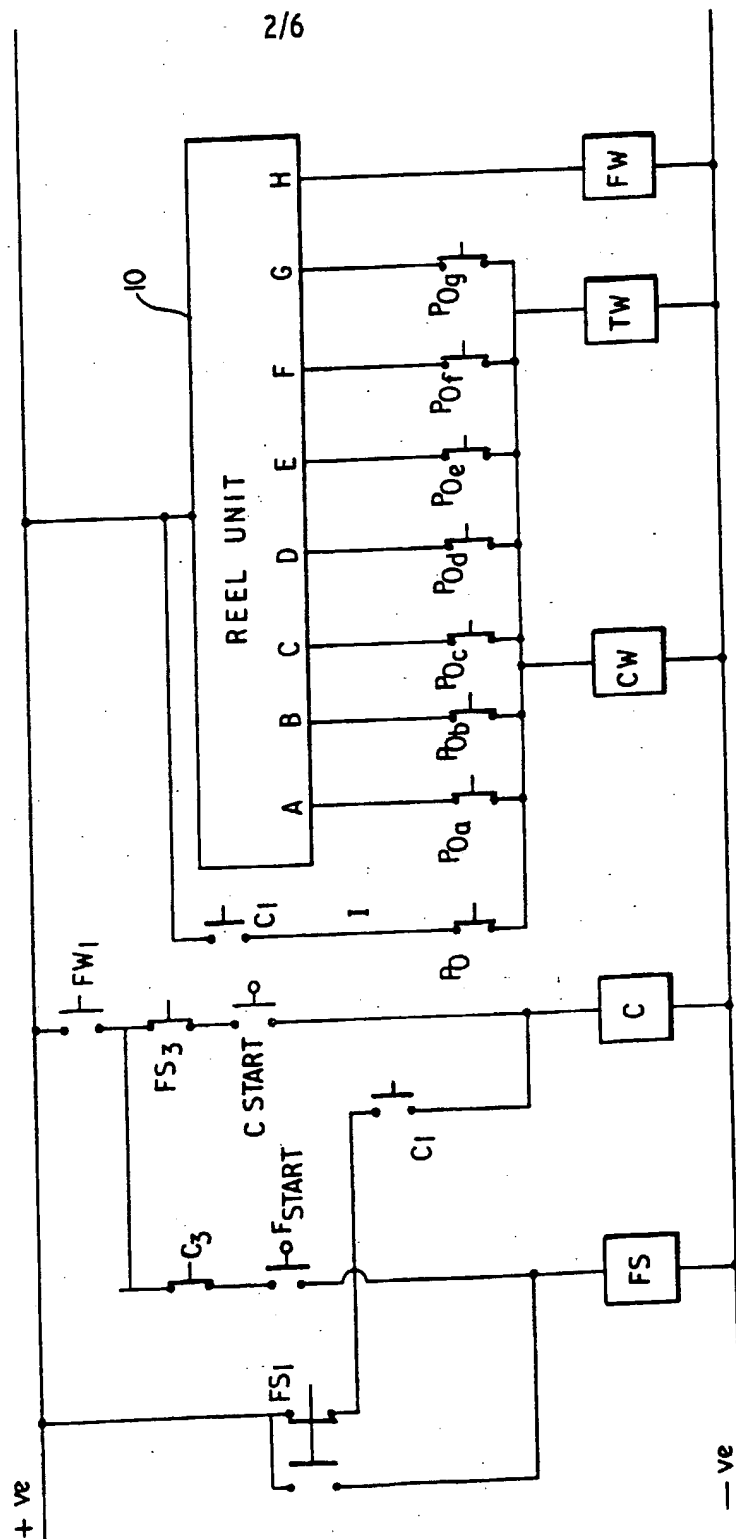 2/6
+ ve
10
REEL UNIT
A B C D E F G H
FW1
C1
I
FS3
C START
C3
FSTART
FS1
C1
P0
P0a
P0b
P0c
P0d
P0e
P0f
P0g
FS
C
CW
TW
FW
− ve